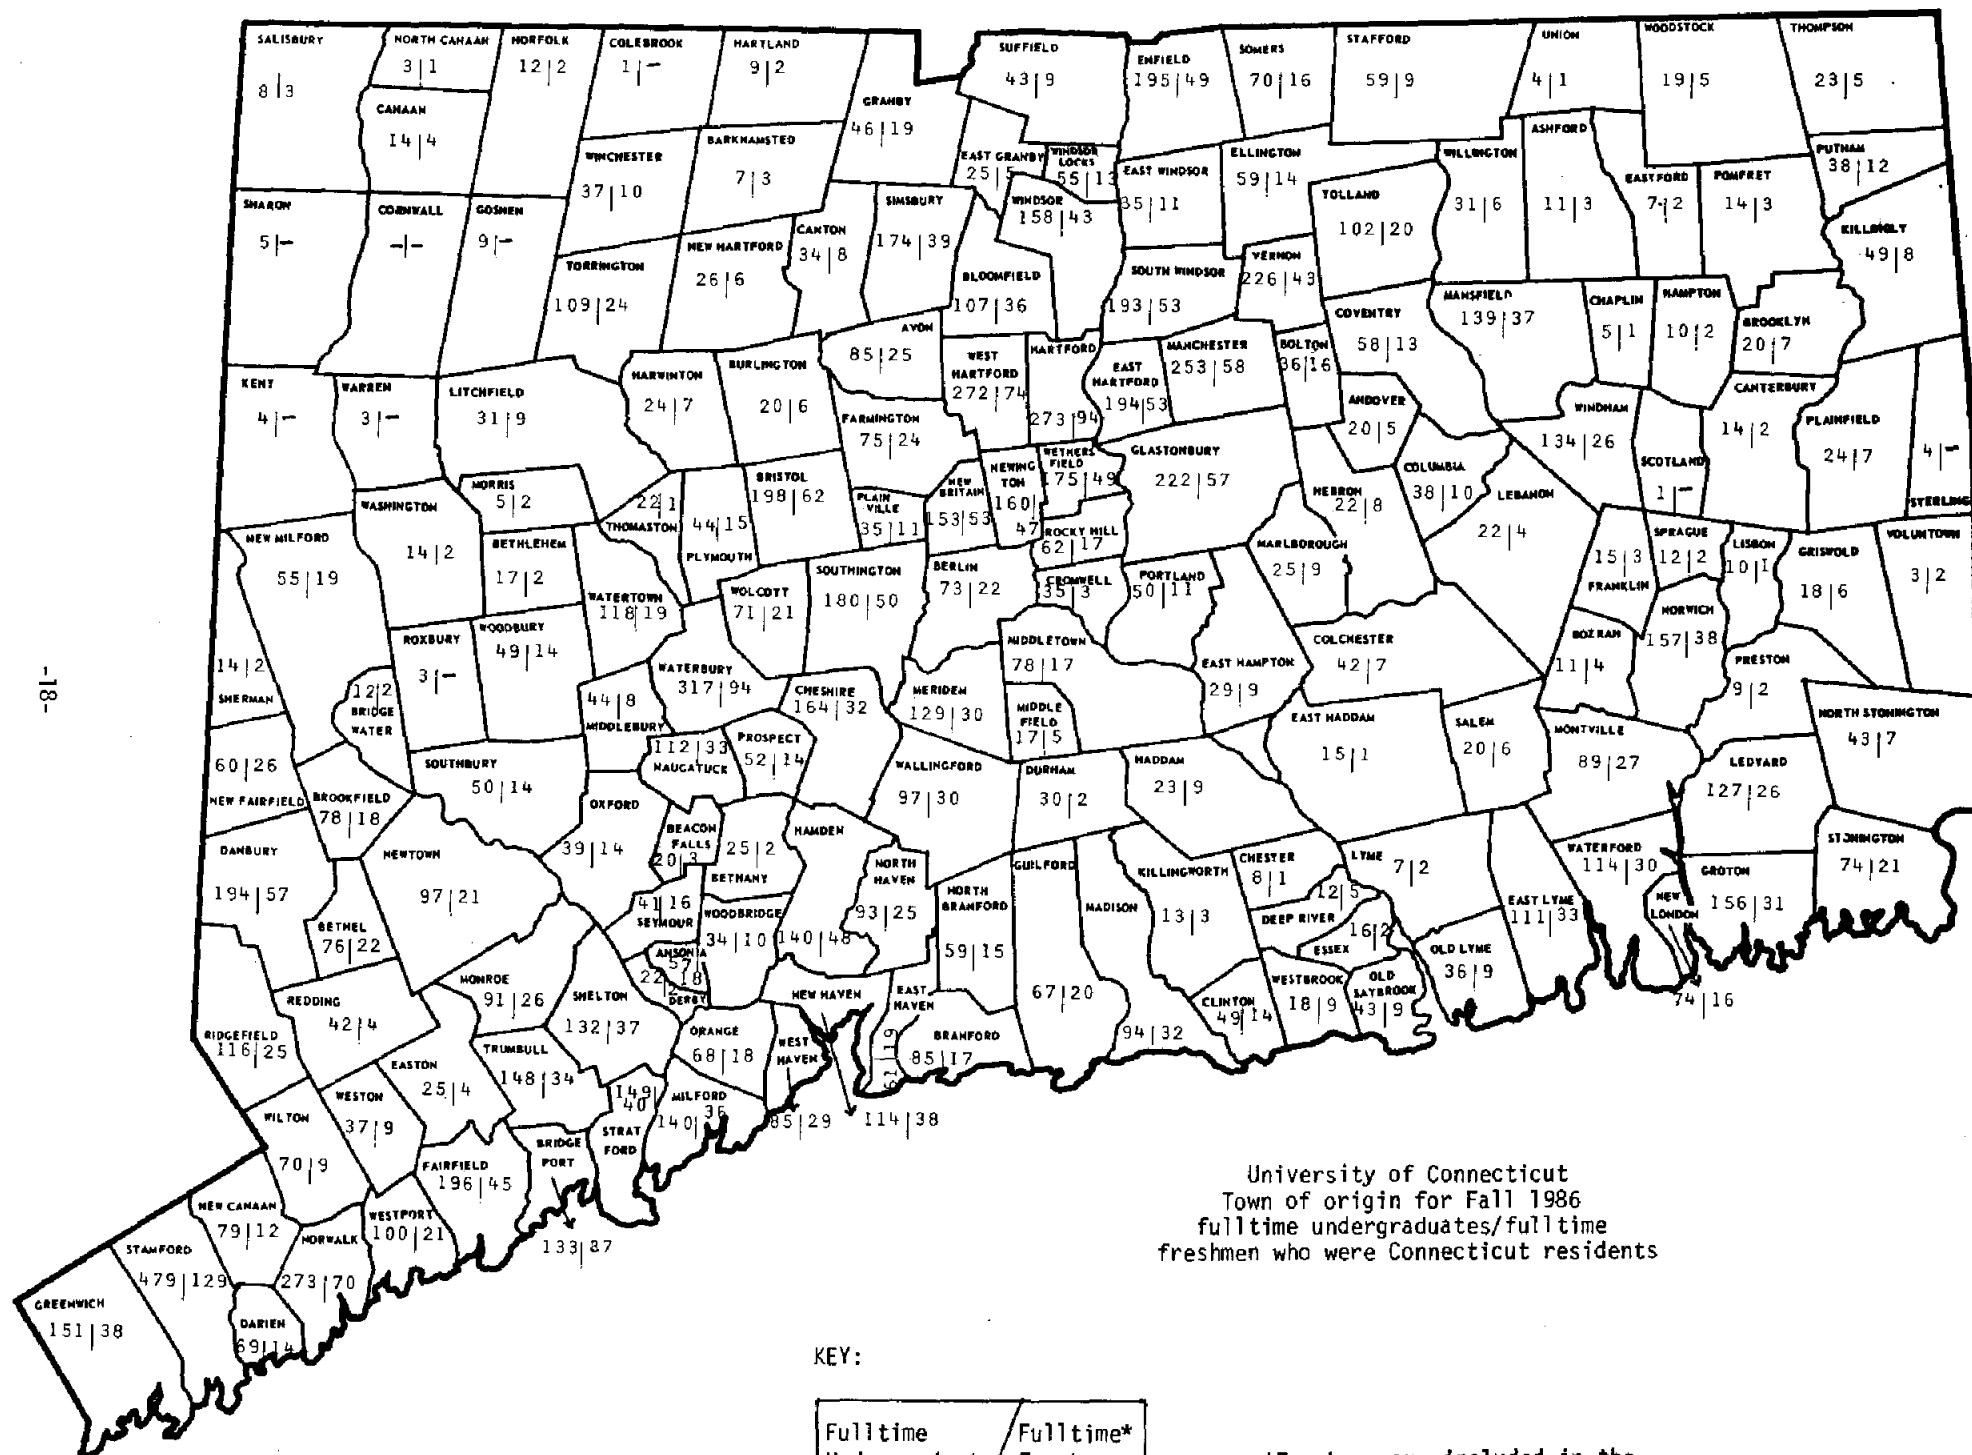 SALISBURY
8|3
NORTH CANAAN
3|1
CANAAN
14|4
NORFOLK
12|2
COLEBROOK
1|-
HARTLAND
9|2
GRANBY
46|19
SUFFIELD
43|9
ENFIELD
195|49
SOMERS
70|16
STAFFORD
59|9
UNION
4|1
WOODSTOCK
19|5
THOMPSON
23|5
WINCHESTER
37|10
BARKHAMSTED
7|3
EAST GRANBY
25|5
WINDSOR
LOCKS
55|13
EAST WINDSOR
35|11
ELLINGTON
59|14
TOLLAND
102|20
WILLINGTON
31|6
ASHFORD
11|3
EASTFORD
7|2
POMFRET
14|3
PUTNAM
38|12
KILLINGLY
49|8
SHARON
5|-
CORNWALL
-|-
GOSHEN
9|-
TORRINGTON
109|24
NEW HARTFORD
26|6
CANTON
34|8
SIMSBURY
174|39
WINDSOR
158|43
BLOOMFIELD
107|36
SOUTH WINDSOR
193|53
VERNON
226|43
COVENTRY
58|13
MANSFIELD
139|37
CHAPLIN
5|1
HAMPTON
10|2
BROOKLYN
20|7
AVON
85|25
WEST
HARTFORD
272|74
HARTFORD
273|94
EAST
HARTFORD
194|53
MANCHESTER
253|58
BOLTON
36|16
ANDOVER
20|5
WINDHAM
134|26
CANTERBURY
14|2
PLAINFIELD
24|7
4|-
STERLING
KENT
4|-
WARREN
3|-
LITCHFIELD
31|9
HARWINTON
24|7
BURLINGTON
20|6
FARMINGTON
75|24
MORRIS
5|2
22|1
THOMASTON
44|15
PLYMOUTH
BRISTOL
198|62
PLAIN
VILLE
35|11
NEW
BRITAIN
153|53
NEWING
TON
160|
47
WETHERS
FIELD
175|49
ROCKY HILL
62|17
GLASTONBURY
222|57
HEBRON
22|8
COLUMBIA
38|10
LEBANON
22|4
SCOTLAND
1|-
WASHINGTON
14|2
NEW MILFORD
55|19
BETHLEHEM
17|2
WATERTOWN
118|19
WOLCOTT
71|21
SOUTHINGTON
180|50
BERLIN
73|22
CROMWELL
35|3
PORTLAND
50|11
MARLBOROUGH
25|9
15|3
FRANKLIN
SPRAGUE
12|2
LISBON
10|1
GRISWOLD
18|6
VOLUNTOWN
3|2
-18-
14|2
SHERMAN
12|2
BRIDGE
WATER
ROXBURY
3|-
WOODBURY
49|14
44|8
MIDDLEBURY
WATERBURY
317|94
CHESHIRE
164|32
MERIDEN
129|30
MIDDLETOWN
78|17
MIDDLE
FIELD
17|5
EAST HAMPTON
29|9
COLCHESTER
42|7
BOZRAH
11|4
NORWICH
157|38
PRESTON
9|2
NORTH STONINGTON
43|7
60|26
NEW FAIRFIELD
BROOKFIELD
78|18
SOUTHBURY
50|14
112|33
NAUGATUCK
PROSPECT
52|14
WALLINGFORD
97|30
DURHAM
30|2
HADDAM
23|9
EAST HADDAM
15|1
SALEM
20|6
MONTVILLE
89|27
LEDYARD
127|26
DANBURY
194|57
NEWTOWN
97|21
OXFORD
39|14
BEACON
FALLS
20|3
25|2
BETHANY
HAMDEN
140|48
NORTH
HAVEN
93|25
NORTH
BRANFORD
59|15
GUILFORD
67|20
MADISON
94|32
KILLINGWORTH
13|3
CHESTER
8|1
12|5
DEEP RIVER
LYME
7|2
EAST LYME
111|33
WATERFORD
114|30
NEW
LONDON
74|16
GROTON
156|31
STONINGTON
74|21
BETHEL
76|22
41|16
SEYMOUR
WOODBRIDGE
34|10
ANSONIA
57|
18
22|
DERBY
16|2
ESSEX
OLD LYME
36|9
WESTBROOK
18|9
OLD
SAYBROOK
43|9
CLINTON
49|14
REDDING
42|4
MONROE
91|26
SHELTON
132|37
NEW HAVEN
114|38
EAST
HAVEN
61|19
BRANFORD
85|17
RIDGEFIELD
116|25
EASTON
25|4
TRUMBULL
148|34
ORANGE
68|18
WEST
HAVEN
85|29
WILTON
70|9
WESTON
37|9
149|
40
STRAT
FORD
MILFORD
36
140|
BRIDGE
PORT
133|87
FAIRFIELD
196|45
NEW CANAAN
79|12
NORWALK
273|70
WESTPORT
100|21
STAMFORD
479|129
DARIEN
69|14
GREENWICH
151|38
University of Connecticut
Town of origin for Fall 1986
fulltime undergraduates/fulltime
freshmen who were Connecticut residents
KEY:
Fulltime / Fulltime*